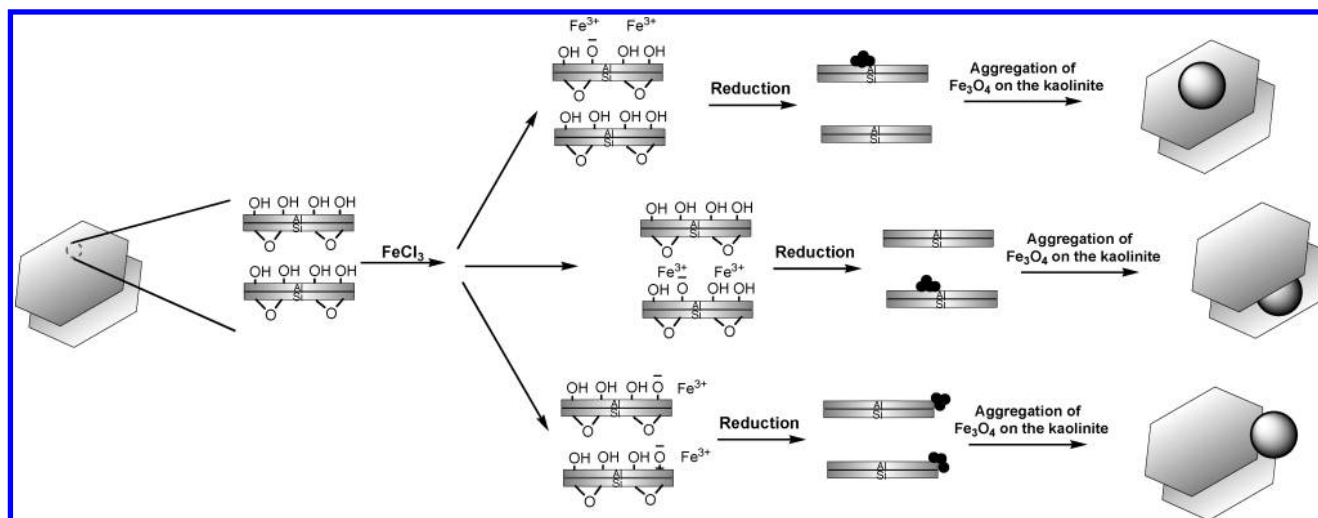 Fe3+ Fe3+
OH O− OH OH
Al
Si
O O
OH OH OH OH
Al
Si
O O
Reduction
Al
Si
Al
Si
Aggregation of
Fe3O4 on the kaolinite
OH OH OH OH
Al
Si
O O
OH OH OH OH
Al
Si
O O
FeCl3
OH OH OH OH
Al
Si
O O
Fe3+ Fe3+
OH O− OH OH
Al
Si
O O
Reduction
Al
Si
Al
Si
Aggregation of
Fe3O4 on the kaolinite
OH OH OH O− Fe3+
Al
Si
O O
OH OH OH O− Fe3+
Al
Si
O O
Reduction
Al
Si
Al
Si
Aggregation of
Fe3O4 on the kaolinite